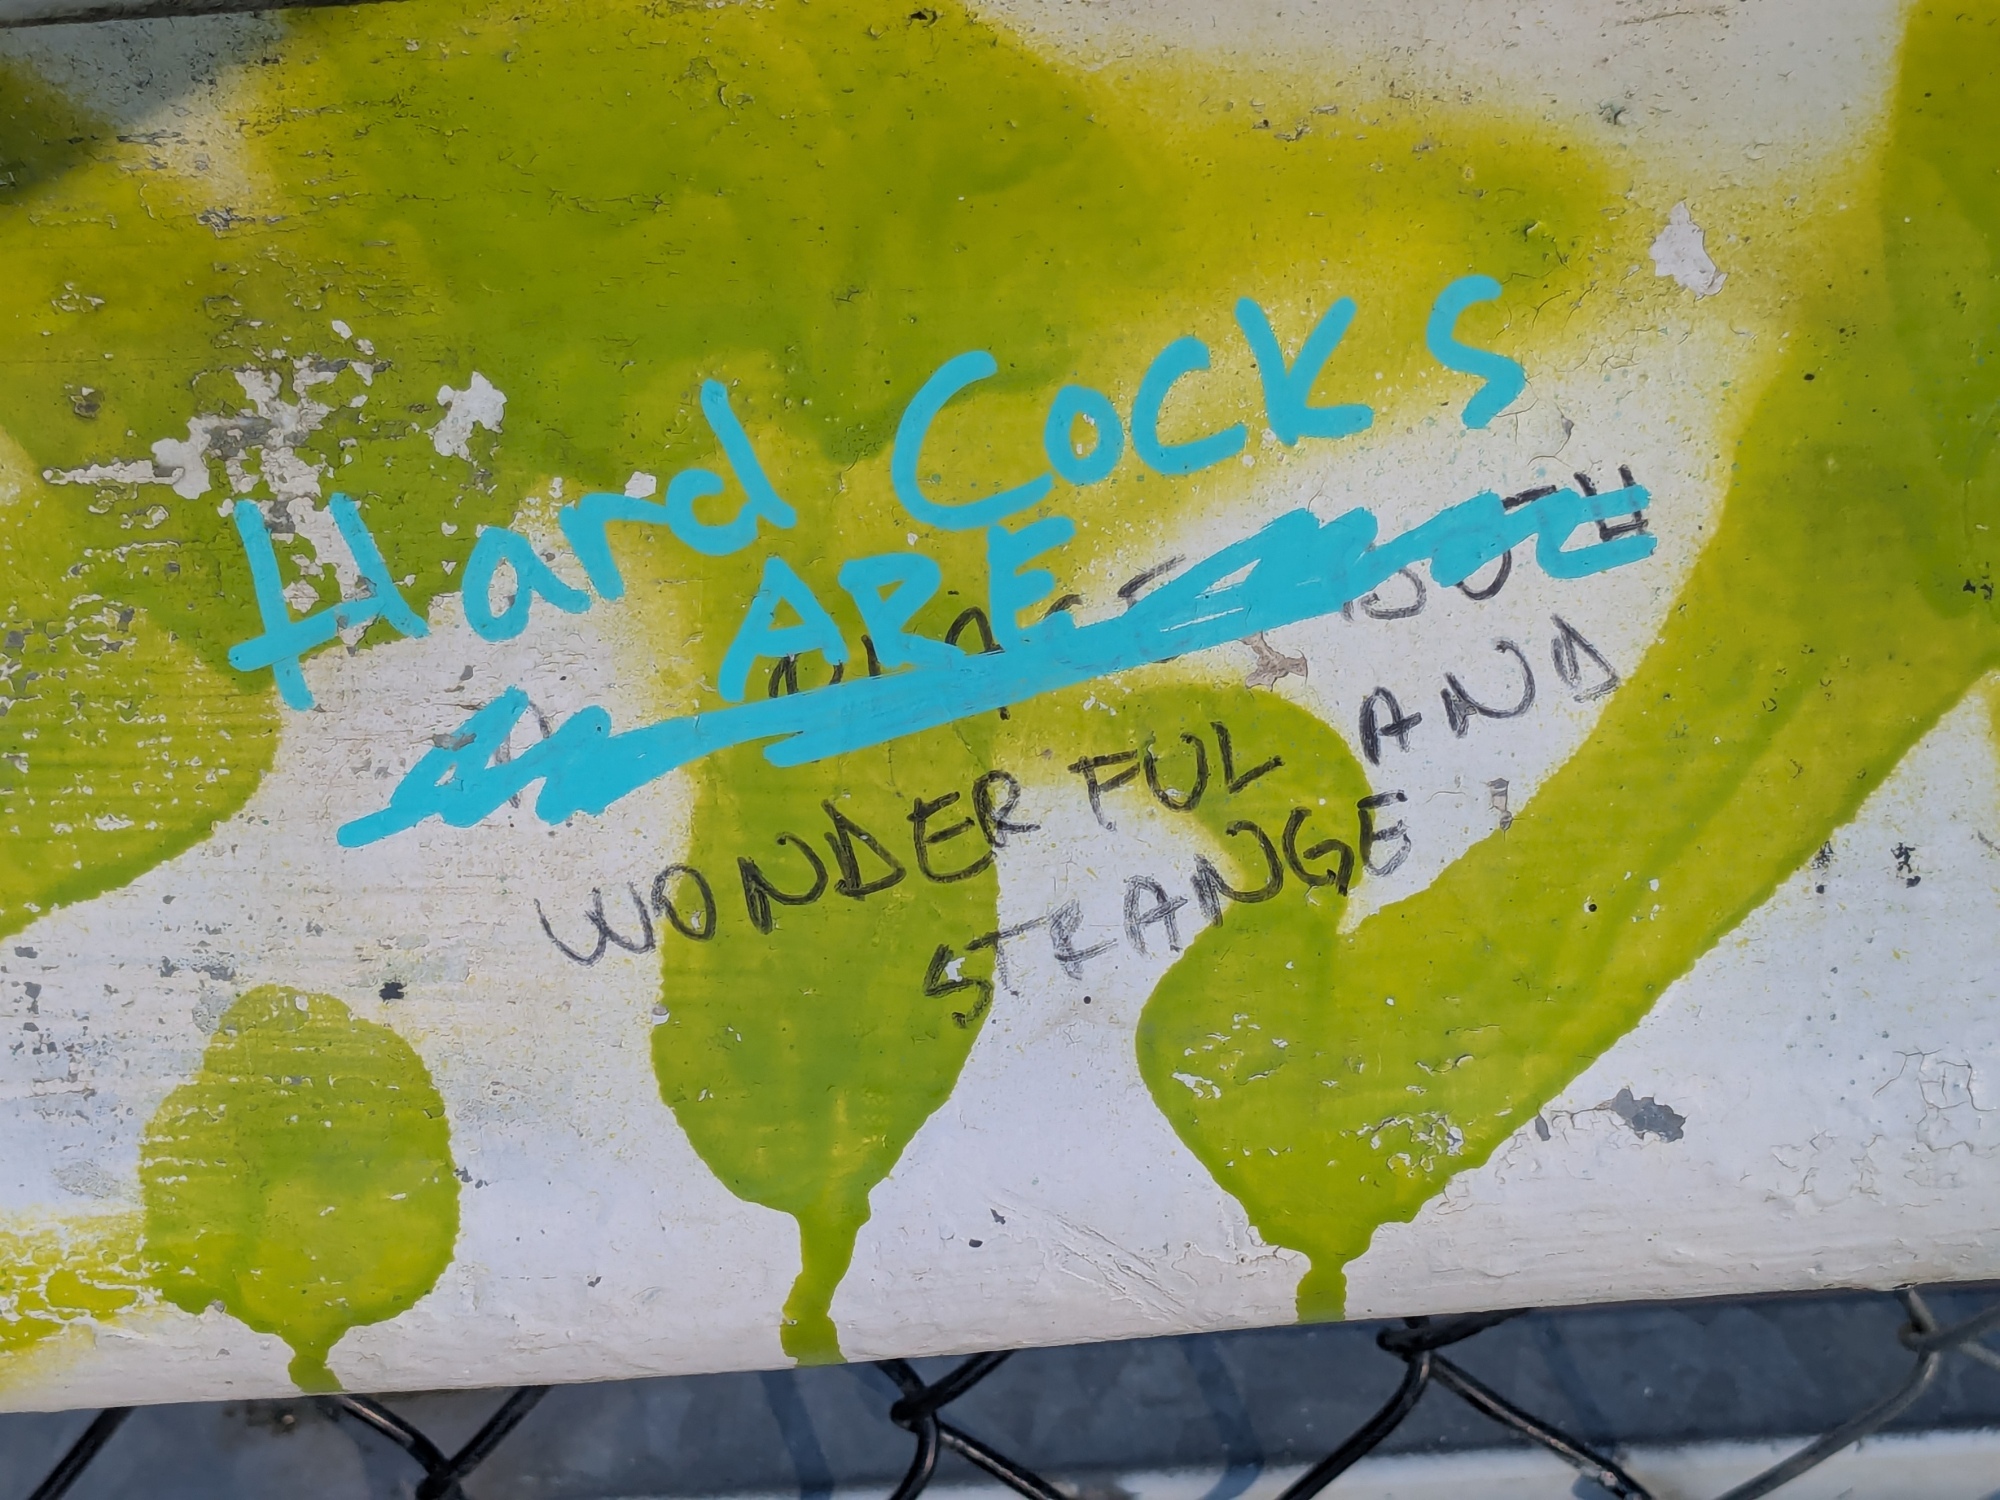 Hard Cocks
ARE
WONDERFUL AND
STRANGE